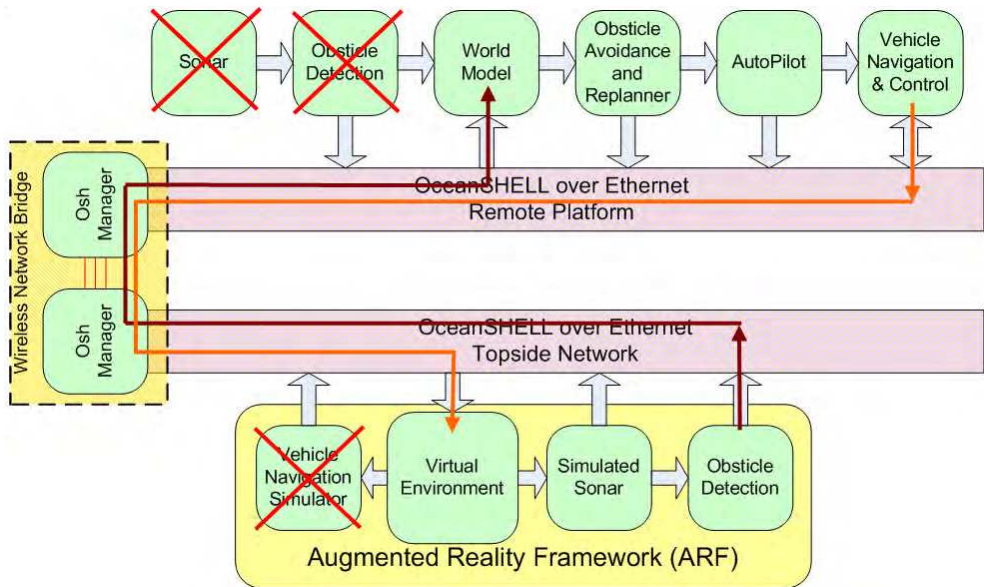 Sonar
Obsticle
Detection
World
Model
Obsticle
Avoidance
and
Replanner
AutoPilot
Vehicle
Navigation
& Control
Wireless Network Bridge
Osh
Manager
OceanSHELL over Ethernet
Remote Platform
Osh
Manager
OceanSHELL over Ethernet
Topside Network
Vehicle
Navigation
Simulator
Virtual
Environment
Simulated
Sonar
Obsticle
Detection
Augmented Reality Framework (ARF)